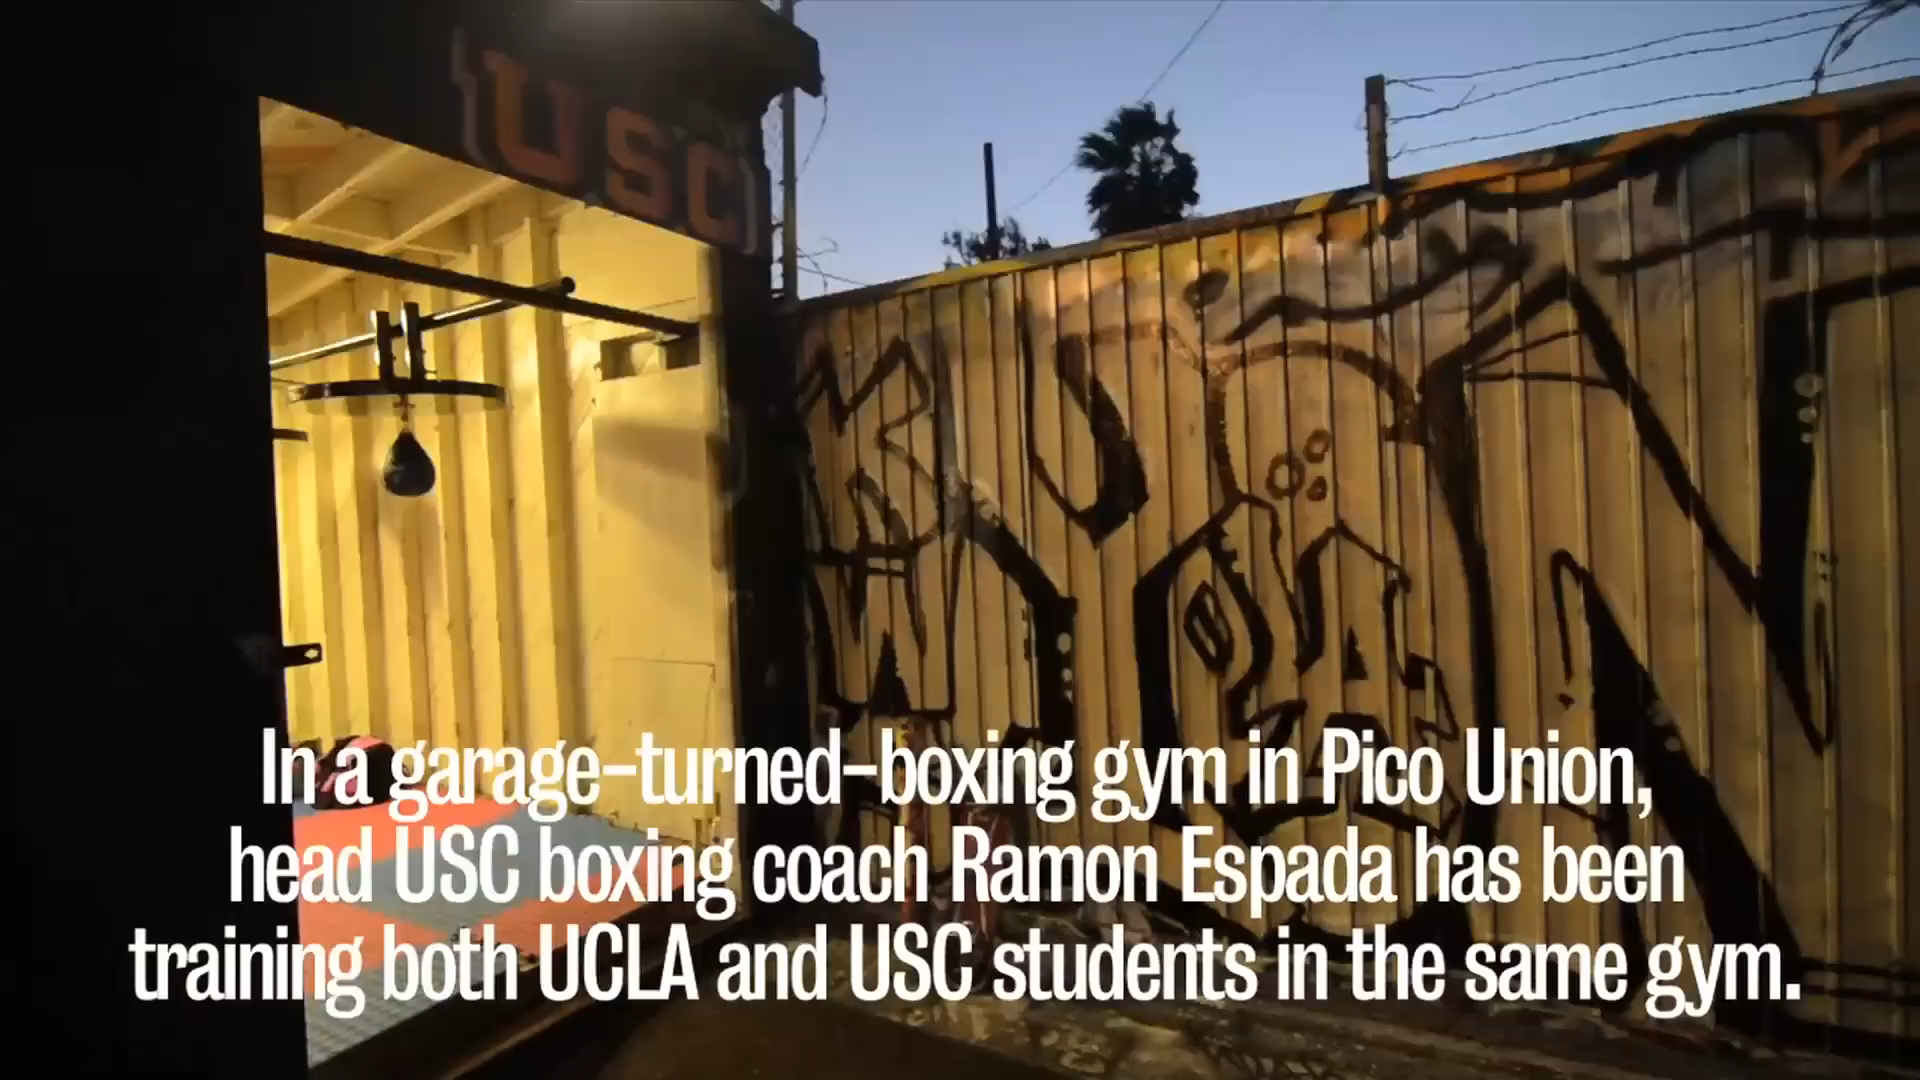 USC
In a garage-turned-boxing gym in Pico Union,
head USC boxing coach Ramon Espada has been
training both UCLA and USC students in the same gym.